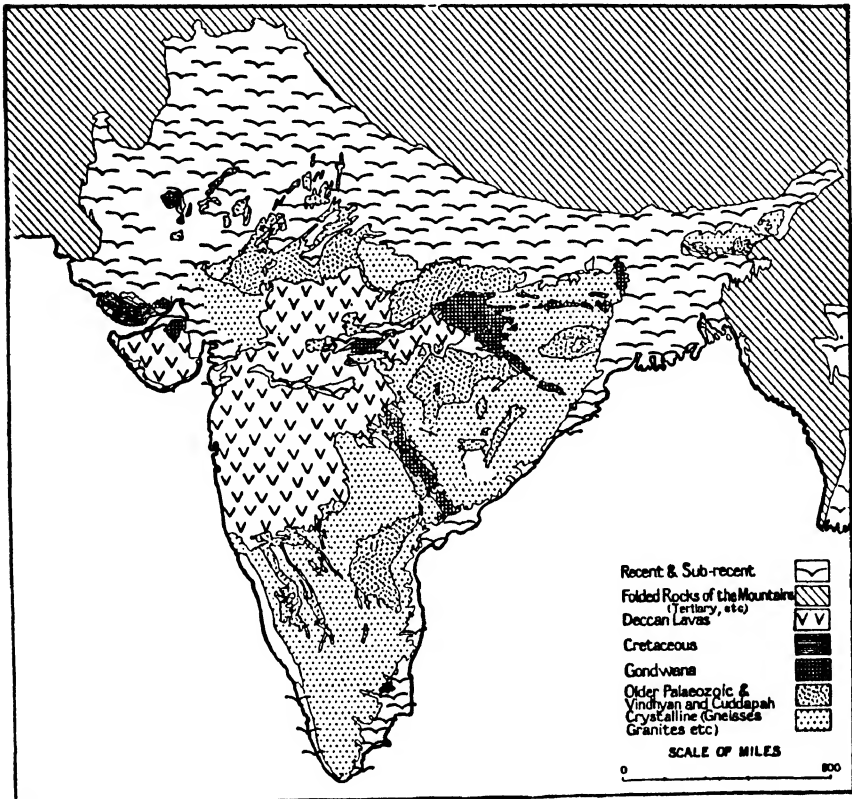 Recent & Sub-recent
Folded Rocks of the Mountains
(Tertiary, etc)
Deccan Lavas
Cretaceous
Gondwana
Older Palaeozoic &
Vindhyan and Cuddapah
Crystalline (Gneisses
Granites etc)
SCALE OF MILES
0 800